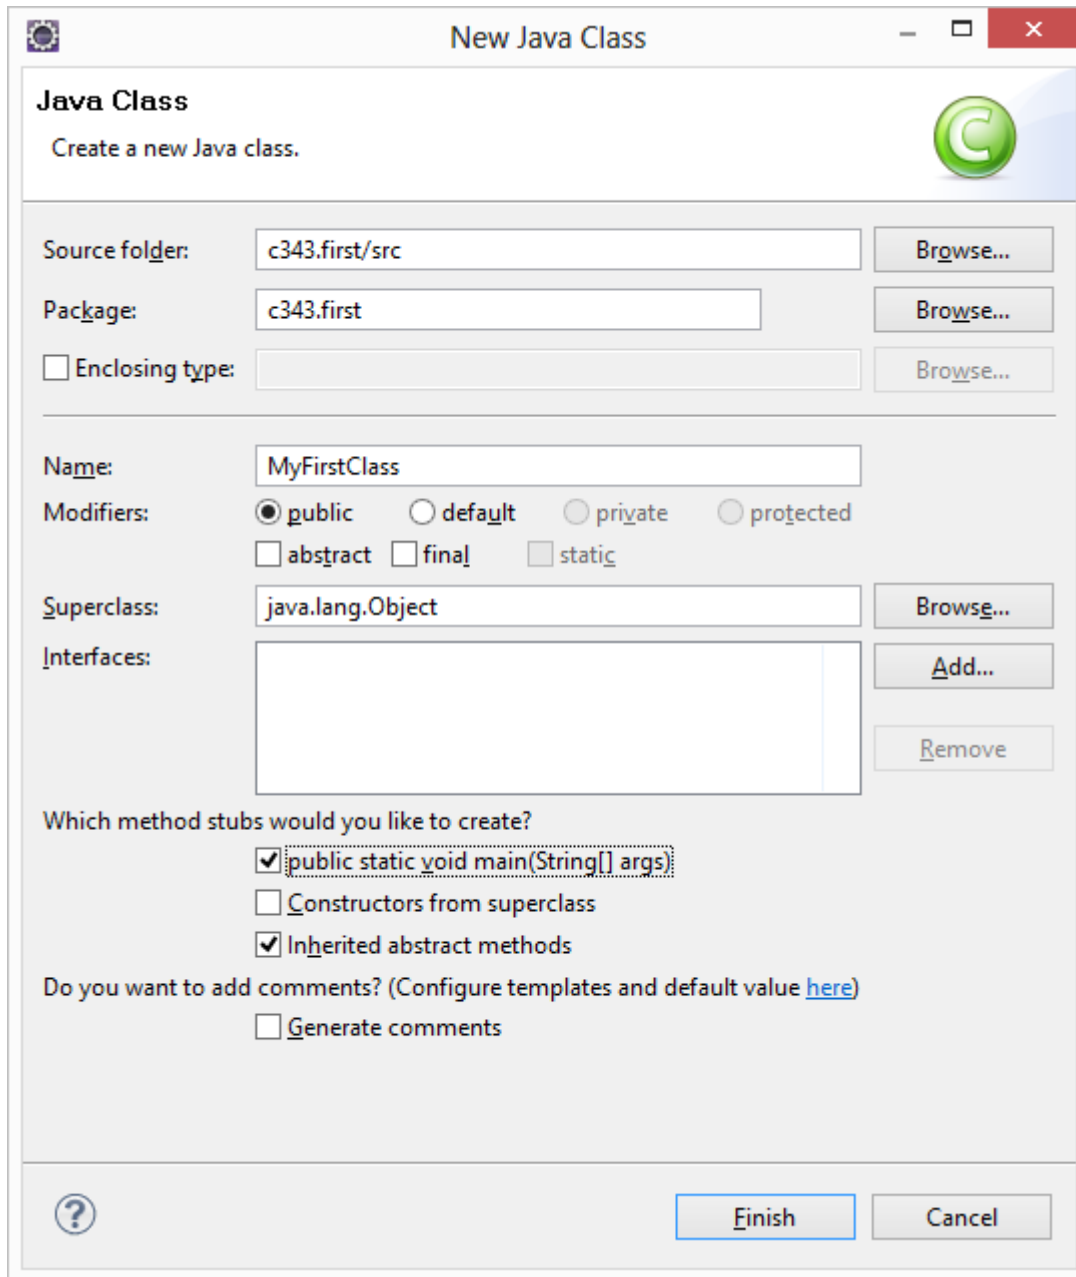 New Java Class
Java Class
Create a new Java class.
C
Source folder: c343.first/src Browse...
Package: c343.first Browse...
Enclosing type: Browse...
Name: MyFirstClass
Modifiers: public default private protected
abstract final static
Superclass: java.lang.Object Browse...
Interfaces: Add...
Remove
Which method stubs would you like to create?
public static void main(String[] args)
Constructors from superclass
Inherited abstract methods
Do you want to add comments? (Configure templates and default value here)
Generate comments
? Finish Cancel